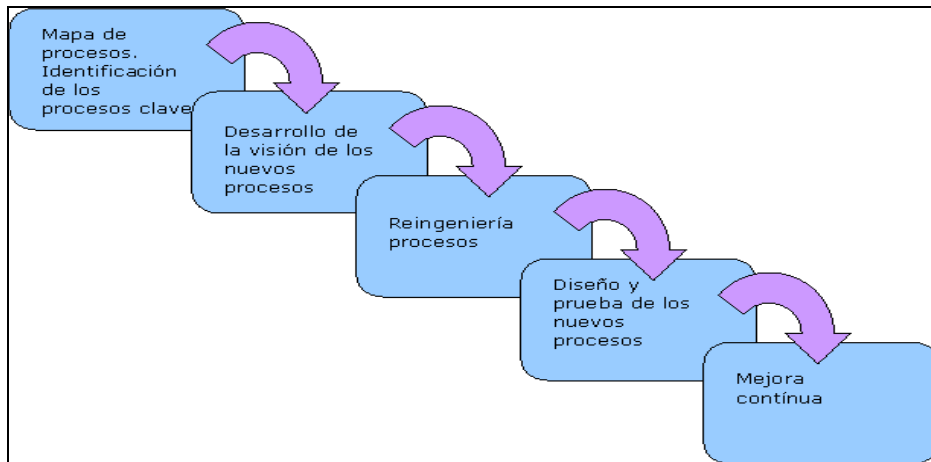 Mapa de
procesos.
Identificación
de los
procesos clave
Desarrollo de
la visión de los
nuevos
procesos
Reingeniería
procesos
Diseño y
prueba de los
nuevos
procesos
Mejora
contínua